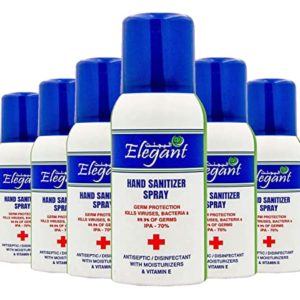 Elegant
HAND SANITIZER
SPRAY
GERM PROTECTION
KILLS VIRUSES, BACTERIA &
99.9% OF GERMS
IPA - 70%
ANTISEPTIC / DISINFECTANT
WITH MOISTURIZERS
& VITAMIN E